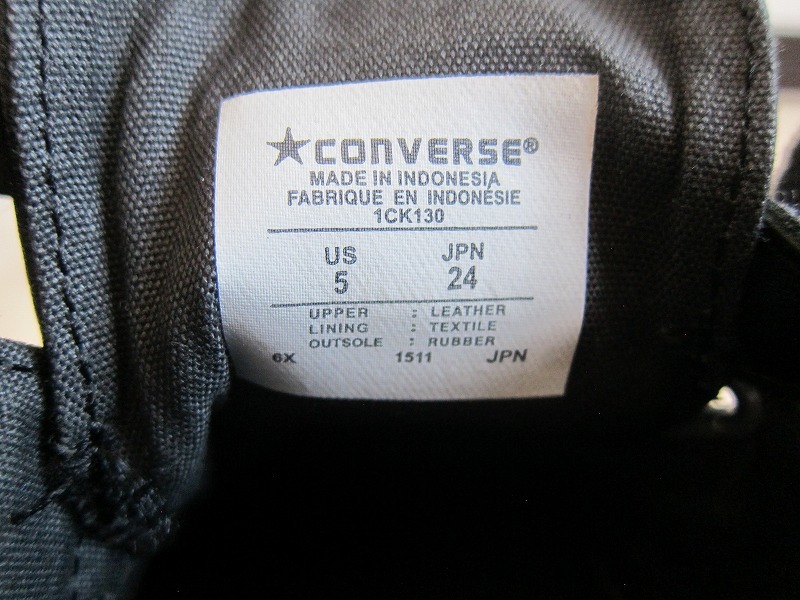 ★CONVERSE®
MADE IN INDONESIA
FABRIQUE EN INDONÉSIE
1CK130
US JPN
5 24
UPPER : LEATHER
LINING : TEXTILE
OUTSOLE : RUBBER
6X 1511 JPN